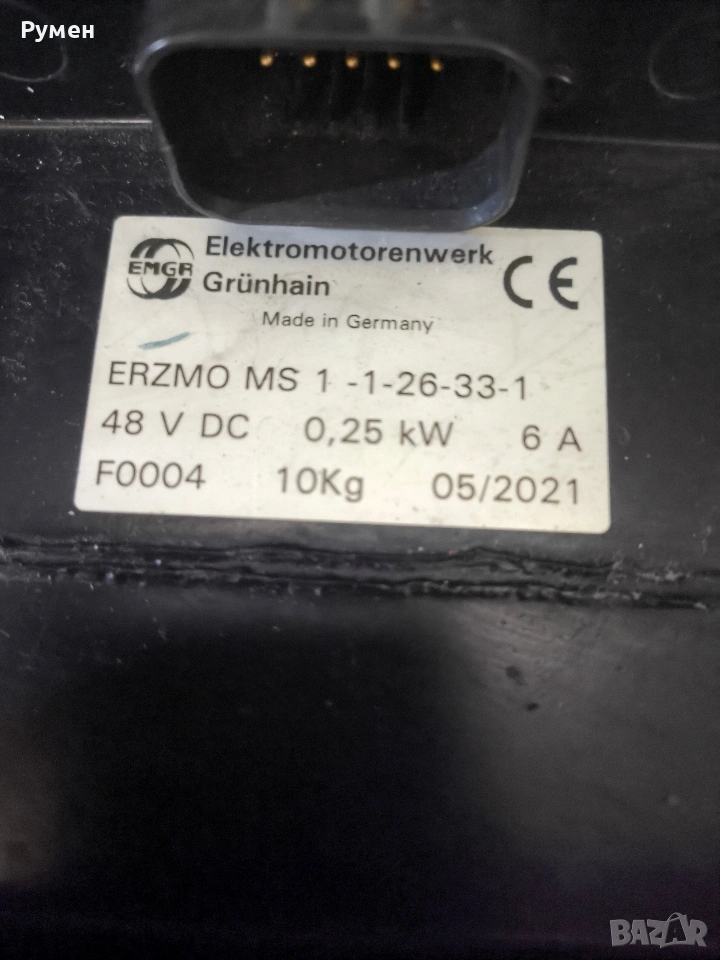 Румен
EMGR
Elektromotorenwerk
Grünhain
CE
Made in Germany
ERZMO MS 1 -1-26-33-1
48 V DC 0,25 kW 6 A
F0004 10Kg 05/2021
BAZAR